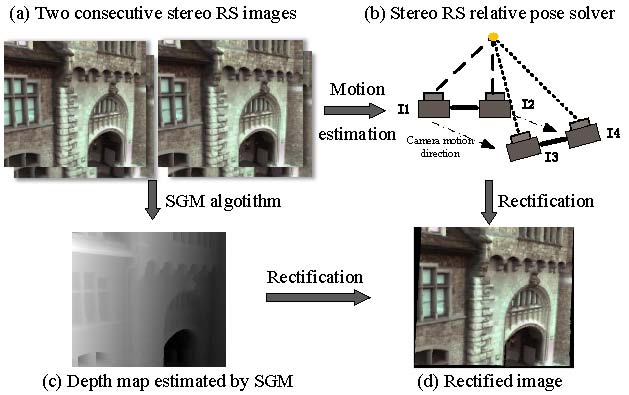 (a) Two consecutive stereo RS images
(b) Stereo RS relative pose solver
Motion
estimation
I1
I2
I3
I4
Camera motion
direction
SGM algotithm
Rectification
Rectification
(c) Depth map estimated by SGM
(d) Rectified image